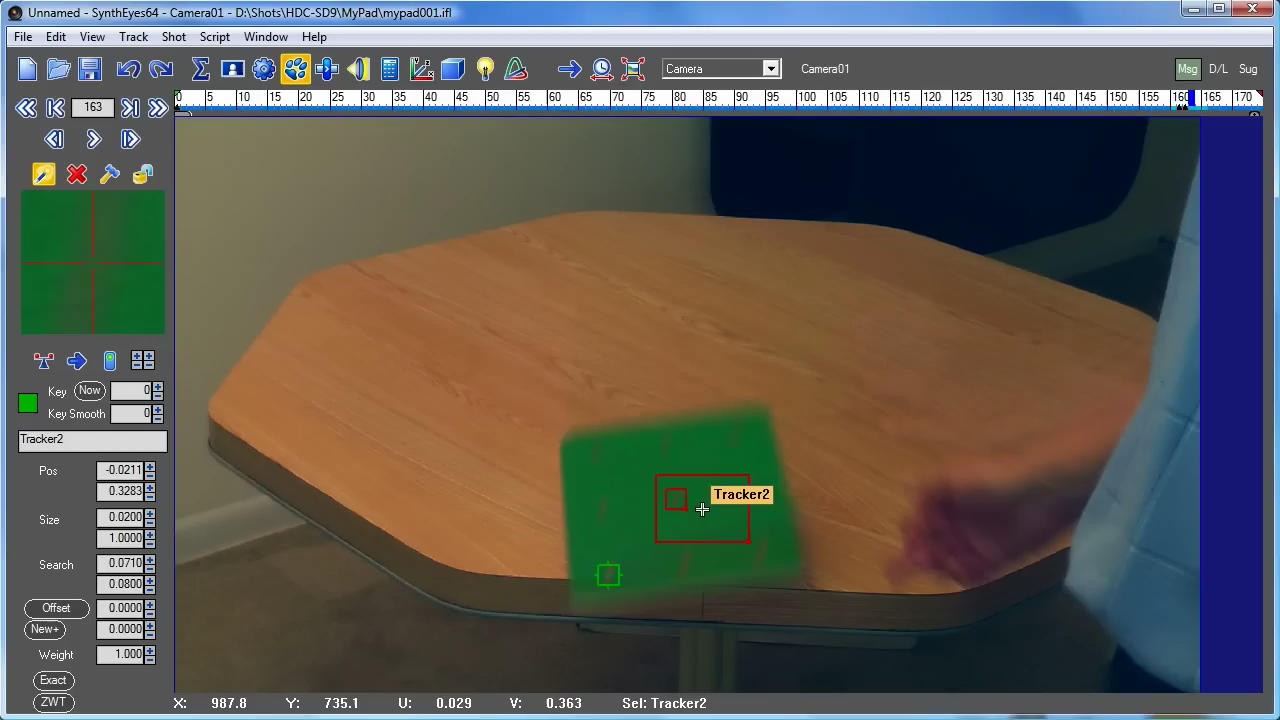 Unnamed - SynthEyes64 - Camera01 - D:\Shots\HDC-SD9\MyPad\mypad001.ifl
File Edit View Track Shot Script Window Help
Camera Camera01 Msg D/L Sug
163 0 5 10 15 20 25 30 35 40 45 50 55 60 65 70 75 80 85 90 95 100 105 110 115 120 125 130 135 140 145 150 155 160 165 170
Key Now 0
Key Smooth 0
Tracker2
Pos -0.0211
0.3283
Size 0.0200
1.0000
Search 0.0710
0.0800
Offset 0.0000
New+ 0.0000
Weight 1.000
Exact
ZWT
Tracker2
X: 987.8 Y: 735.1 U: 0.029 V: 0.363 Sel: Tracker2